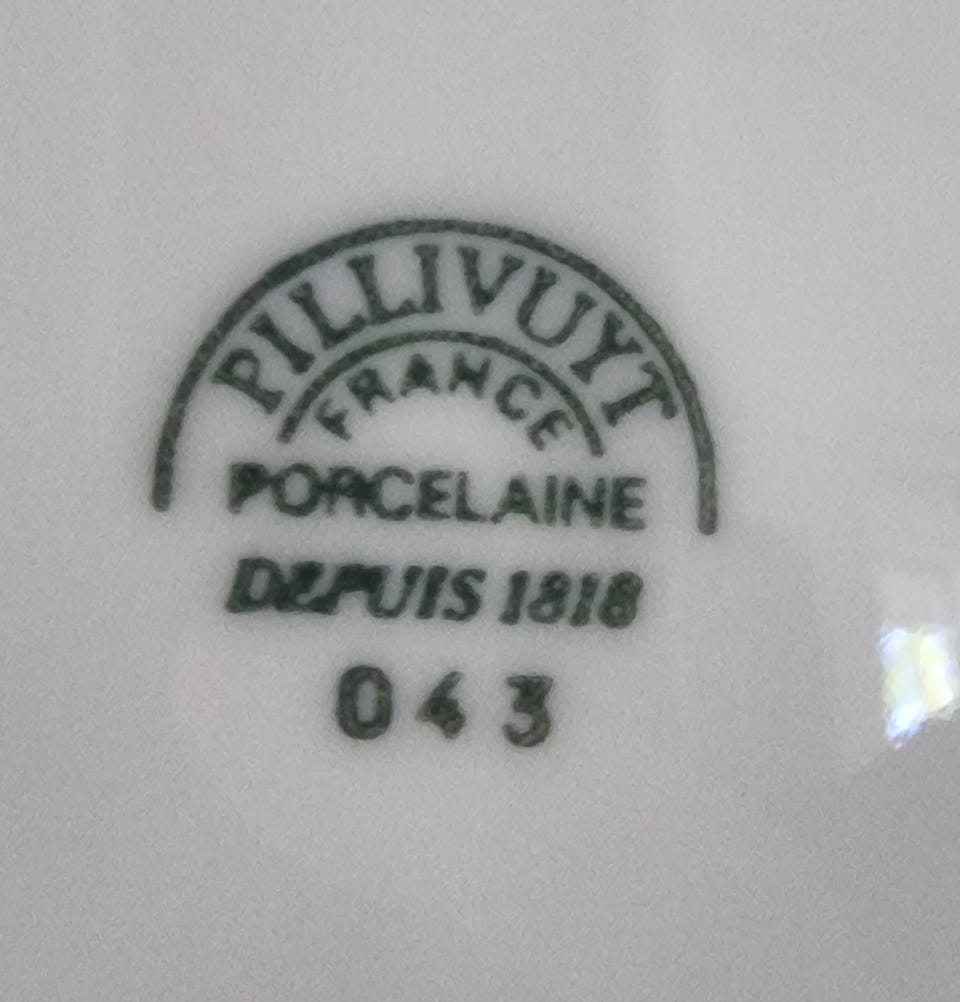 PILLIVUYT
FRANCE
PORCELAINE
DEPUIS 1818
043